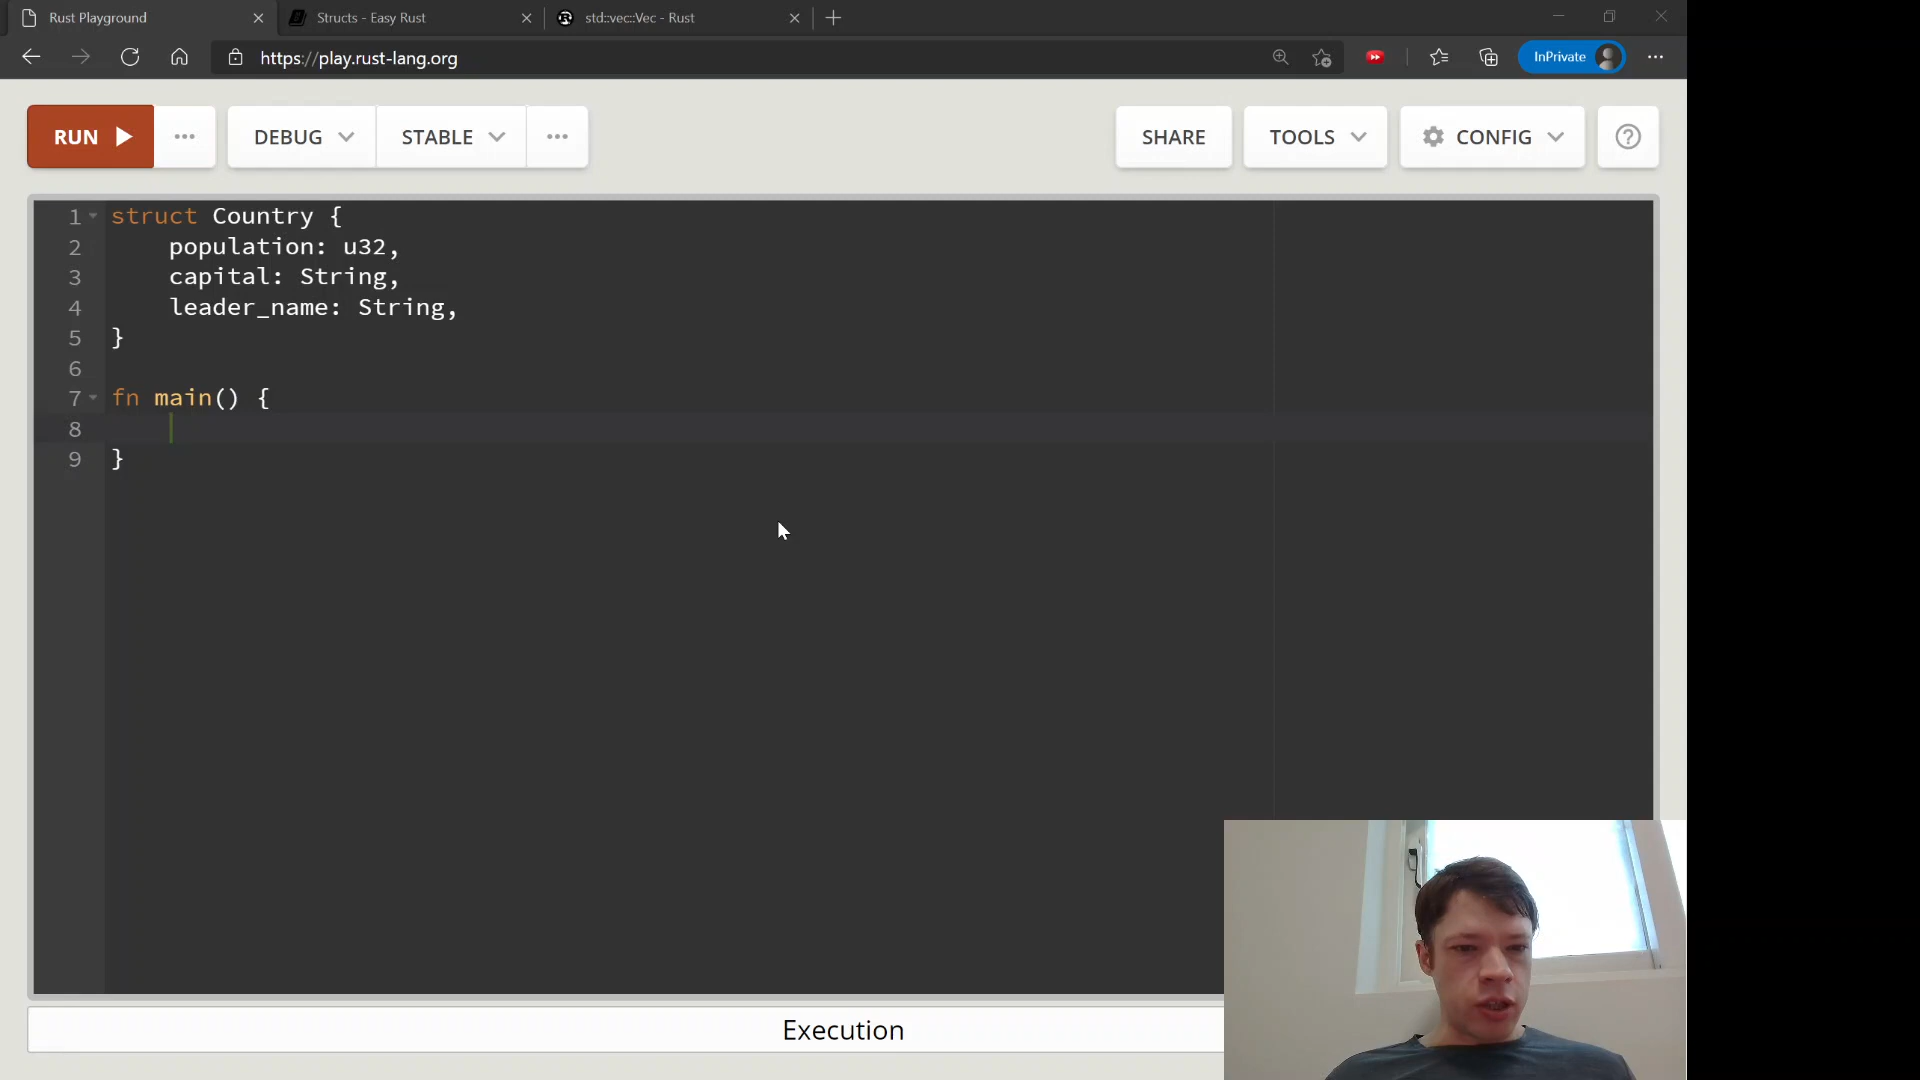 Rust Playground
Structs - Easy Rust
std::vec::Vec - Rust
https://play.rust-lang.org
InPrivate
RUN
DEBUG
STABLE
SHARE
TOOLS
CONFIG
1 struct Country {
2 population: u32,
3 capital: String,
4 leader_name: String,
5 }
6
7 fn main() {
8
9 }
Execution